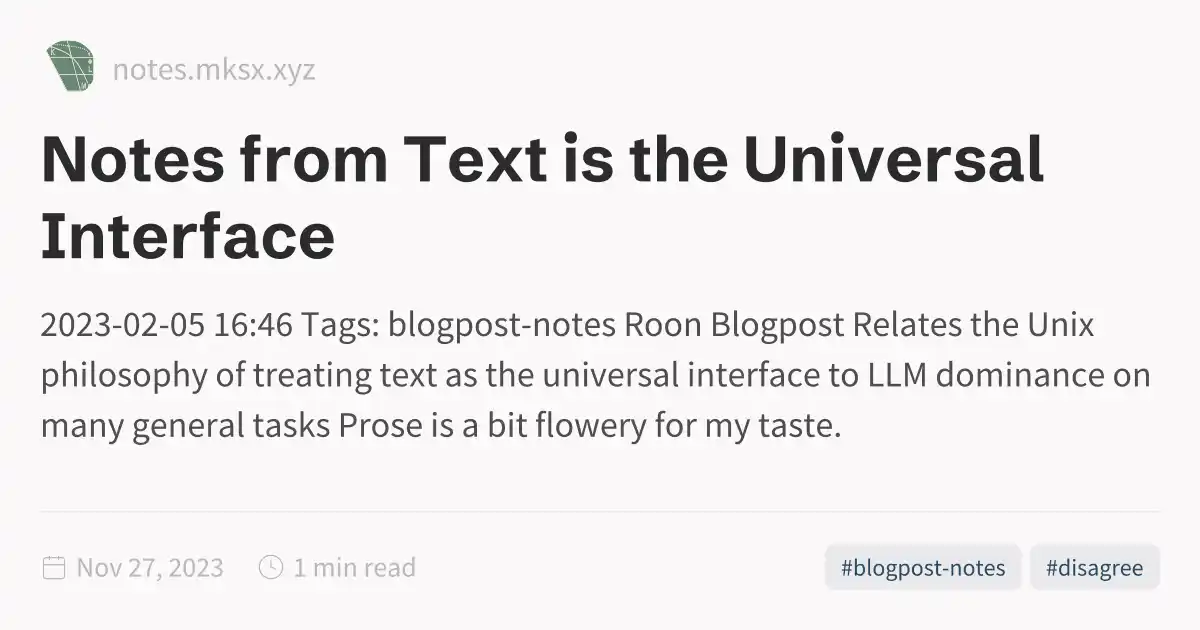 notes.mksx.xyz
Notes from Text is the Universal
Interface
2023-02-05 16:46 Tags: blogpost-notes Roon Blogpost Relates the Unix
philosophy of treating text as the universal interface to LLM dominance on
many general tasks Prose is a bit flowery for my taste.
Nov 27, 2023 1 min read #blogpost-notes #disagree